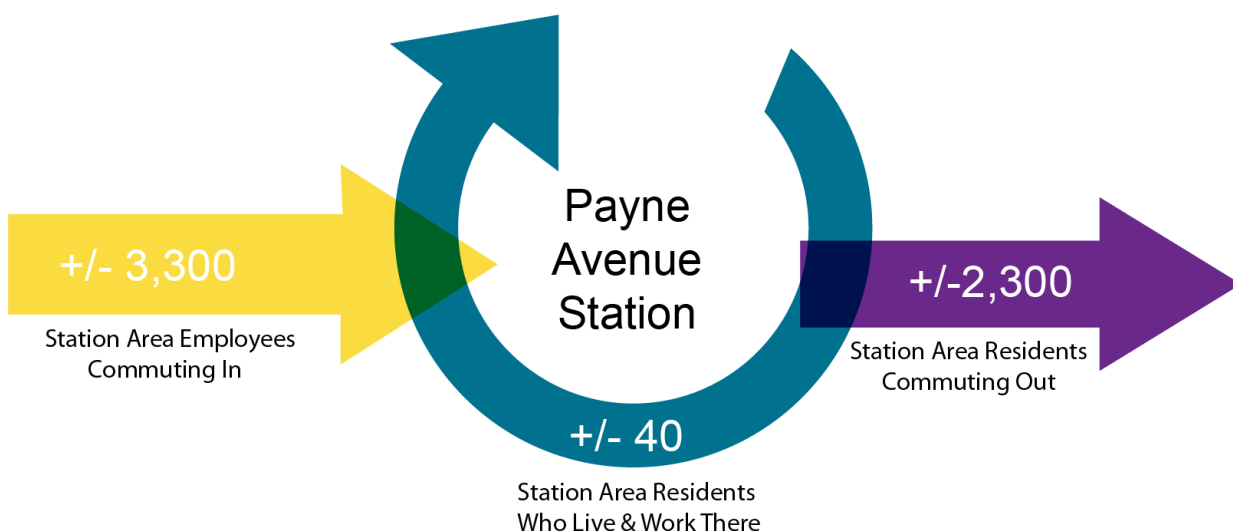 Payne
Avenue
Station
+/- 3,300
Station Area Employees
Commuting In
+/-2,300
Station Area Residents
Commuting Out
+/- 40
Station Area Residents
Who Live & Work There